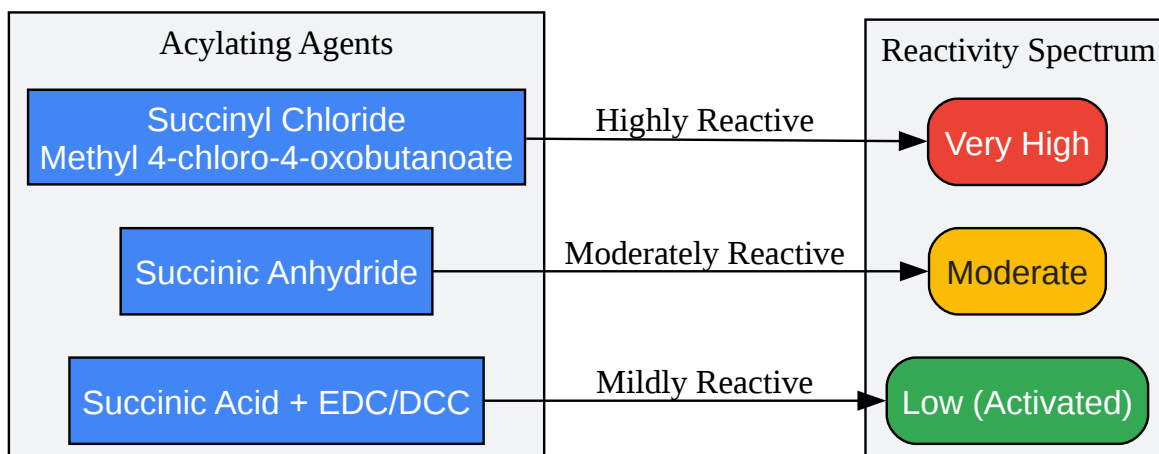 Acylating Agents
Reactivity Spectrum
Succinyl Chloride
Methyl 4-chloro-4-oxobutanoate
Highly Reactive
Very High
Succinic Anhydride
Moderately Reactive
Moderate
Succinic Acid + EDC/DCC
Mildly Reactive
Low (Activated)